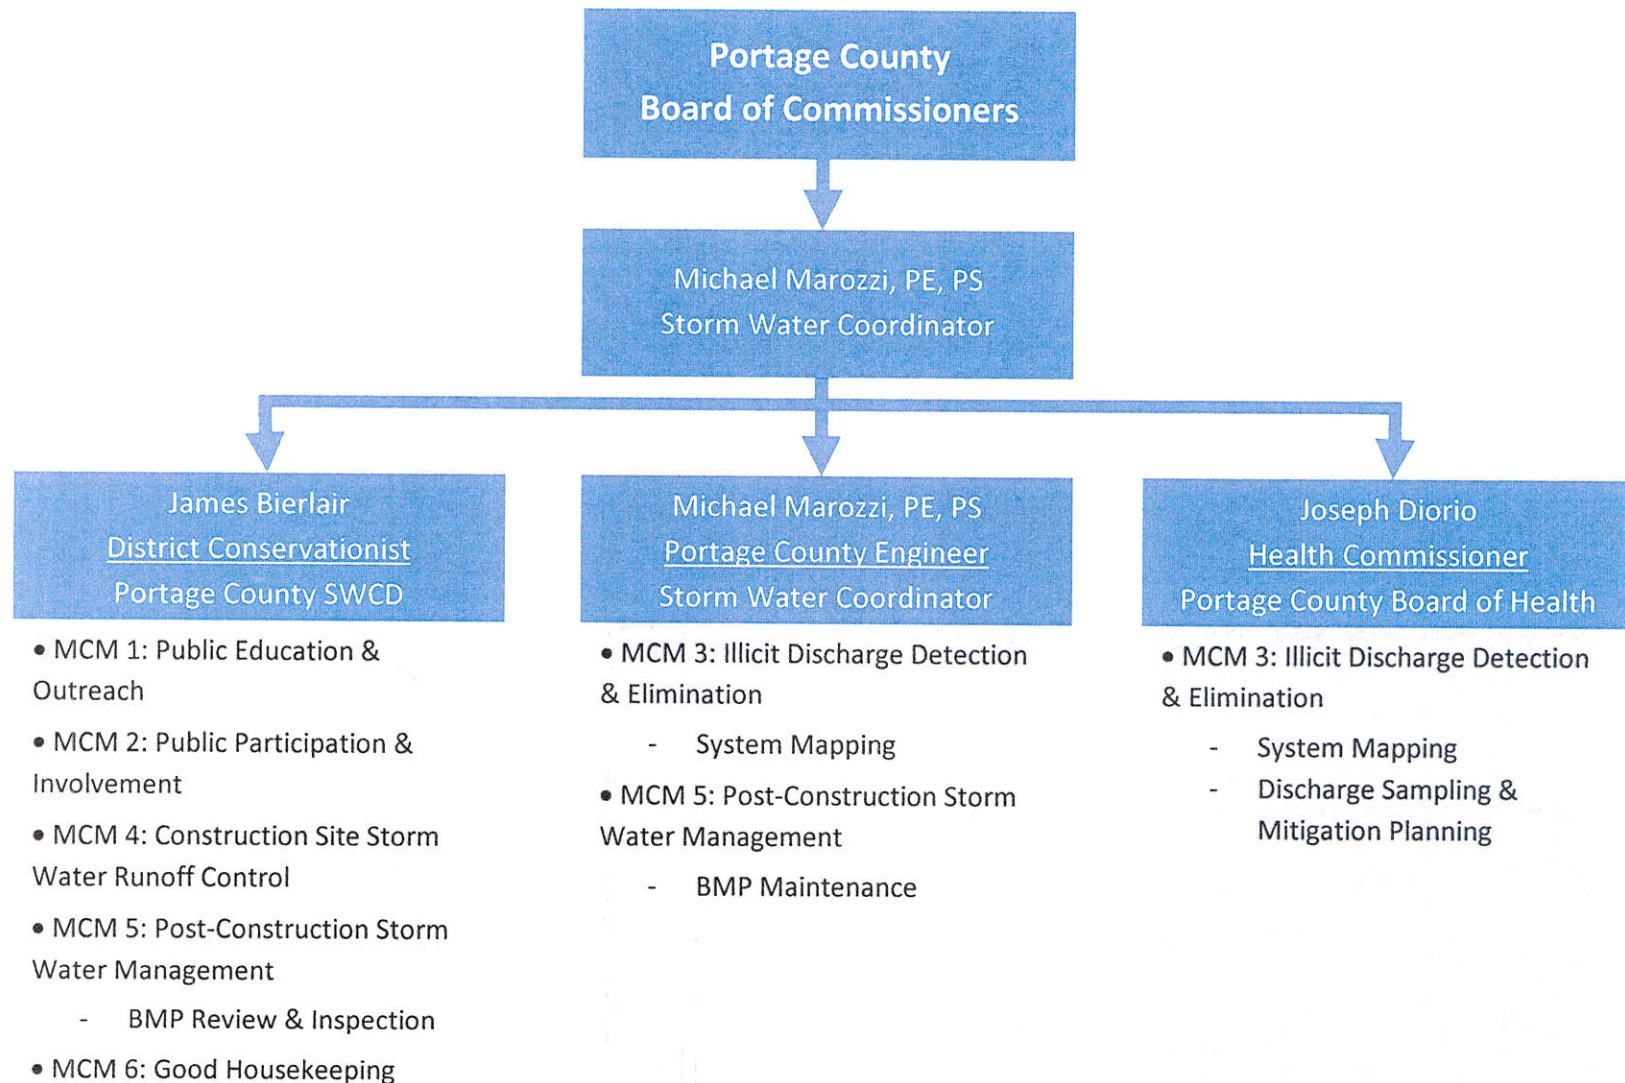 Portage County
Board of Commissioners
Michael Marozzi, PE, PS
Storm Water Coordinator
James Bierlair
District Conservationist
Portage County SWCD
• MCM 1: Public Education &
Outreach
• MCM 2: Public Participation &
Involvement
• MCM 4: Construction Site Storm
Water Runoff Control
• MCM 5: Post-Construction Storm
Water Management
- BMP Review & Inspection
• MCM 6: Good Housekeeping
Michael Marozzi, PE, PS
Portage County Engineer
Storm Water Coordinator
• MCM 3: Illicit Discharge Detection
& Elimination
- System Mapping
• MCM 5: Post-Construction Storm
Water Management
- BMP Maintenance
Joseph Diorio
Health Commissioner
Portage County Board of Health
• MCM 3: Illicit Discharge Detection
& Elimination
- System Mapping
- Discharge Sampling &
Mitigation Planning